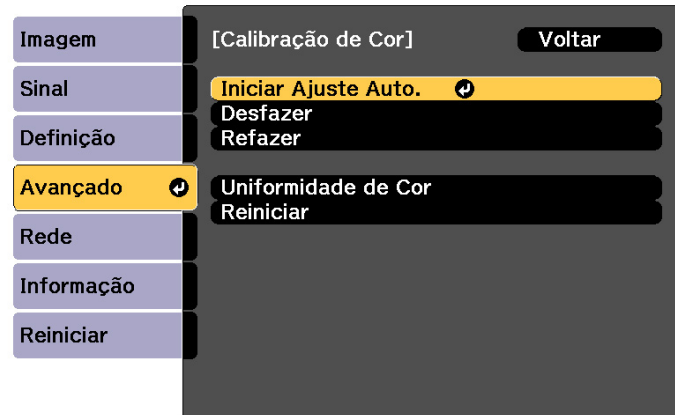 Imagem
Sinal
Definição
Avançado
Rede
Informação
Reiniciar
[Calibração de Cor]
Voltar
Iniciar Ajuste Auto.
Desfazer
Refazer
Uniformidade de Cor
Reiniciar